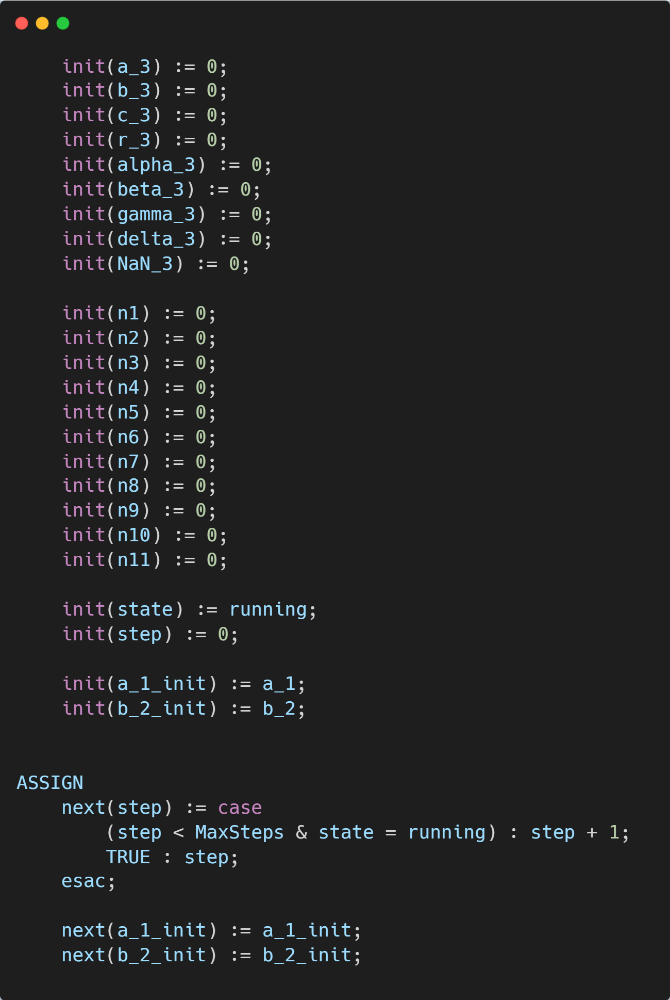 init(a_3) := 0;
init(b_3) := 0;
init(c_3) := 0;
init(r_3) := 0;
init(alpha_3) := 0;
init(beta_3) := 0;
init(gamma_3) := 0;
init(delta_3) := 0;
init(NaN_3) := 0;
init(n1) := 0;
init(n2) := 0;
init(n3) := 0;
init(n4) := 0;
init(n5) := 0;
init(n6) := 0;
init(n7) := 0;
init(n8) := 0;
init(n9) := 0;
init(n10) := 0;
init(n11) := 0;
init(state) := running;
init(step) := 0;
init(a_1_init) := a_1;
init(b_2_init) := b_2;
ASSIGN
next(step) := case
(step < MaxSteps & state = running) : step + 1;
TRUE : step;
esac;
next(a_1_init) := a_1_init;
next(b_2_init) := b_2_init;